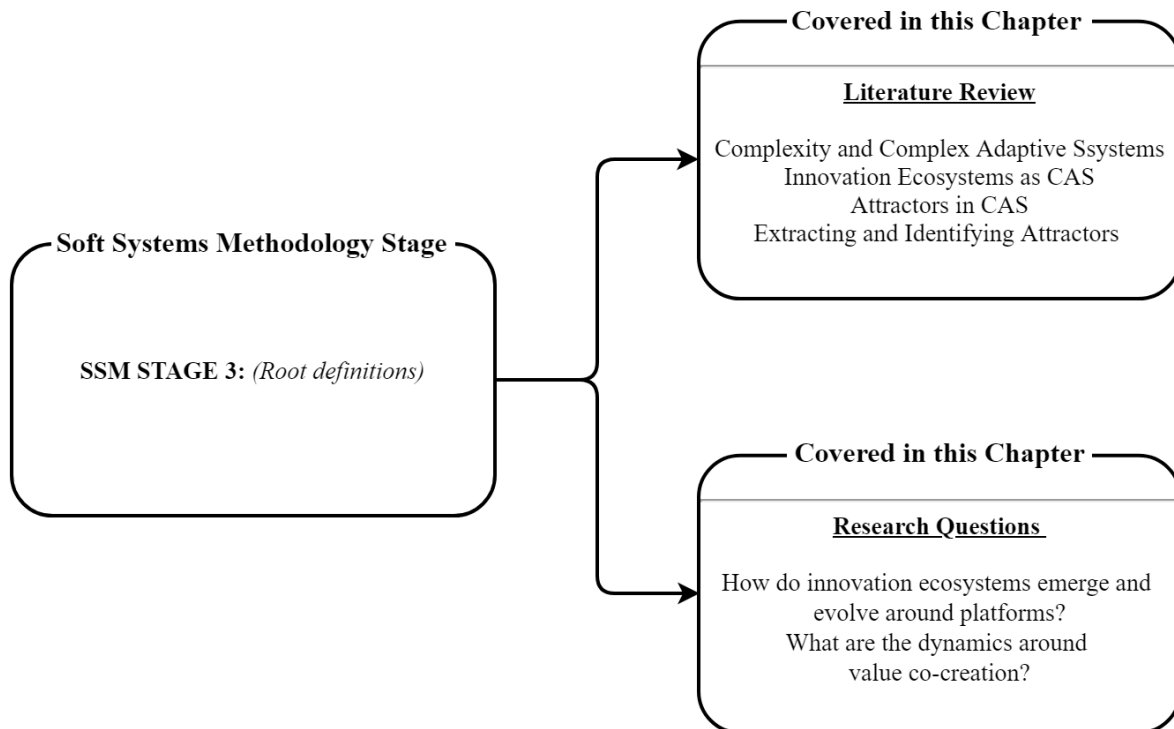 Soft Systems Methodology Stage
SSM STAGE 3: (Root definitions)
Covered in this Chapter
Literature Review
Complexity and Complex Adaptive Ssystems
Innovation Ecosystems as CAS
Attractors in CAS
Extracting and Identifying Attractors
Covered in this Chapter
Research Questions
How do innovation ecosystems emerge and
evolve around platforms?
What are the dynamics around
value co-creation?